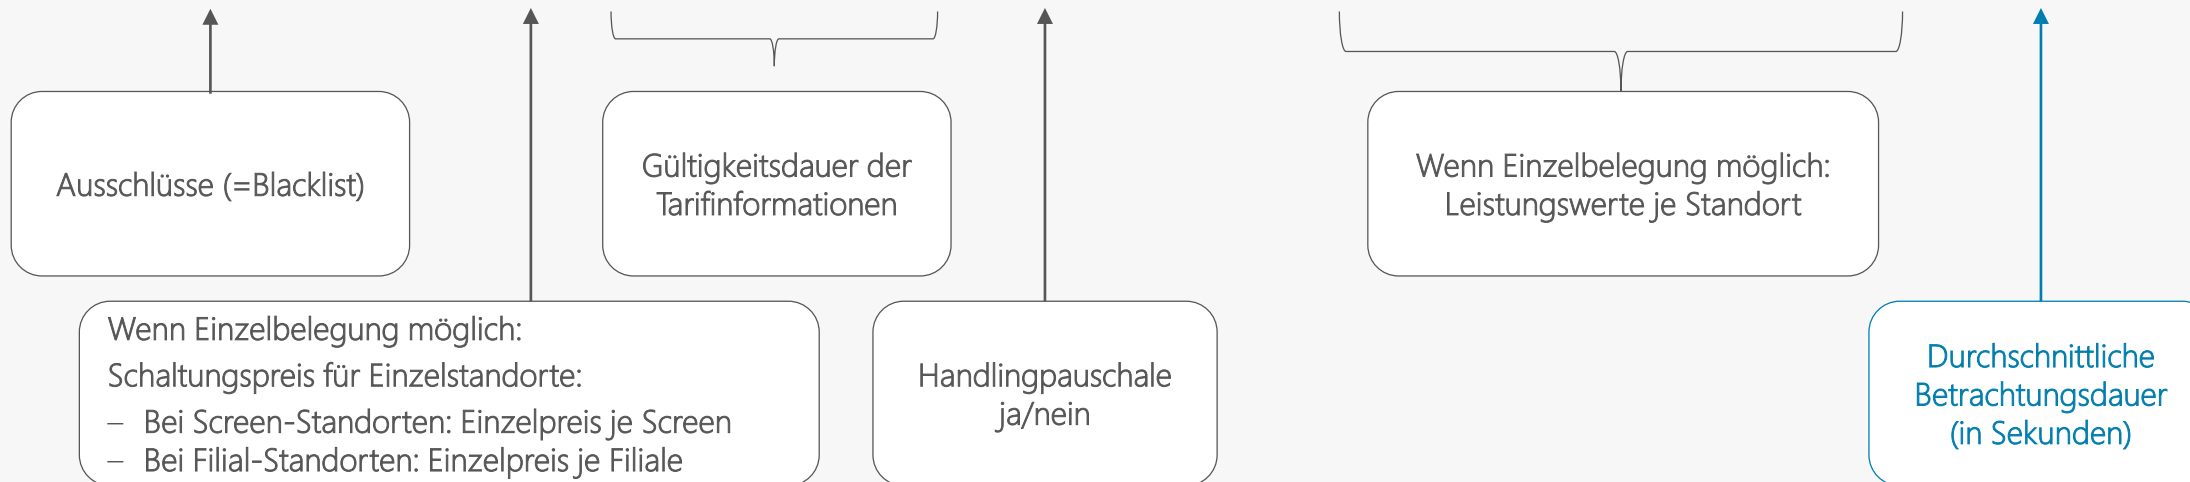 Ausschlüsse (=Blacklist)
Gültigkeitsdauer der
Tarifinformationen
Wenn Einzelbelegung möglich:
Leistungswerte je Standort
Wenn Einzelbelegung möglich:
Schaltungspreis für Einzelstandorte:
– Bei Screen-Standorten: Einzelpreis je Screen
– Bei Filial-Standorten: Einzelpreis je Filiale
Handlingpauschale
ja/nein
Durchschnittliche
Betrachtungsdauer
(in Sekunden)